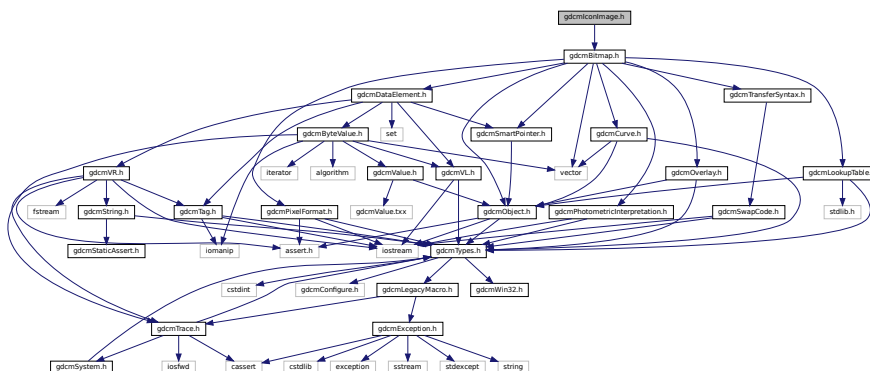 gdcmIconImage.h
gdcmBitmap.h
gdcmDataElement.h
gdcmTransferSyntax.h
gdcmByteValue.h
set
gdcmSmartPointer.h
gdcmCurve.h
gdcmVR.h
iterator
algorithm
gdcmValue.h
gdcmVL.h
vector
gdcmOverlay.h
gdcmLookupTable.h
fstream
gdcmString.h
gdcmTag.h
gdcmPixelFormat.h
gdcmValue.txx
gdcmObject.h
gdcmPhotometricInterpretation.h
gdcmSwapCode.h
stdlib.h
gdcmStaticAssert.h
iomanip
assert.h
iostream
gdcmTypes.h
cstdint
gdcmConfigure.h
gdcmLegacyMacro.h
gdcmWin32.h
gdcmTrace.h
gdcmException.h
gdcmSystem.h
iosfwd
cassert
cstdlib
exception
sstream
stdexcept
string